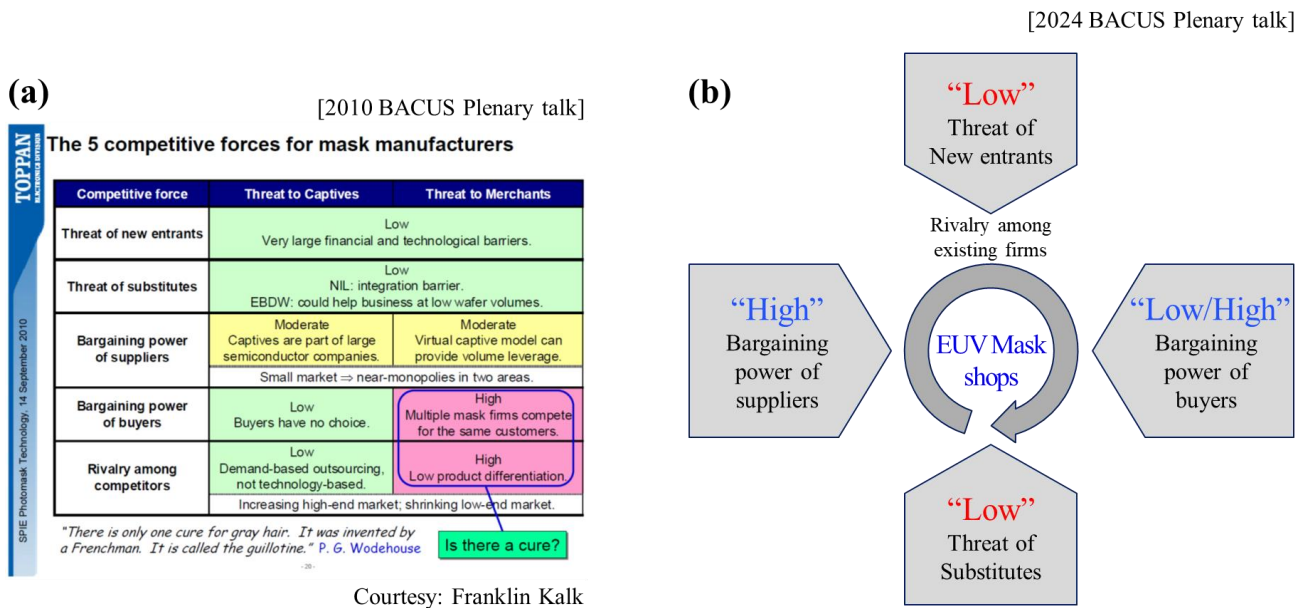 (a)
[2010 BACUS Plenary talk]
TOPPAN
ELECTRONICS DIVISION
SPIE Photomask Technology, 14 September 2010
The 5 competitive forces for mask manufacturers
Competitive force
Threat to Captives
Threat to Merchants
Threat of new entrants
Low
Very large financial and technological barriers.
Threat of substitutes
Low
NIL: integration barrier.
EBDW: could help business at low wafer volumes.
Bargaining power
of suppliers
Moderate
Captives are part of large
semiconductor companies.
Moderate
Virtual captive model can
provide volume leverage.
Small market ⇒ near-monopolies in two areas.
Bargaining power
of buyers
Low
Buyers have no choice.
High
Multiple mask firms compete
for the same customers.
Rivalry among
competitors
Low
Demand-based outsourcing,
not technology-based.
High
Low product differentiation.
Increasing high-end market; shrinking low-end market.
"There is only one cure for gray hair. It was invented by
a Frenchman. It is called the guillotine." P. G. Wodehouse
Is there a cure?
- 20 -
Courtesy: Franklin Kalk
[2024 BACUS Plenary talk]
(b)
“Low”
Threat of
New entrants
Rivalry among
existing firms
“High”
Bargaining
power of
suppliers
EUV Mask
shops
“Low/High”
Bargaining
power of
buyers
“Low”
Threat of
Substitutes